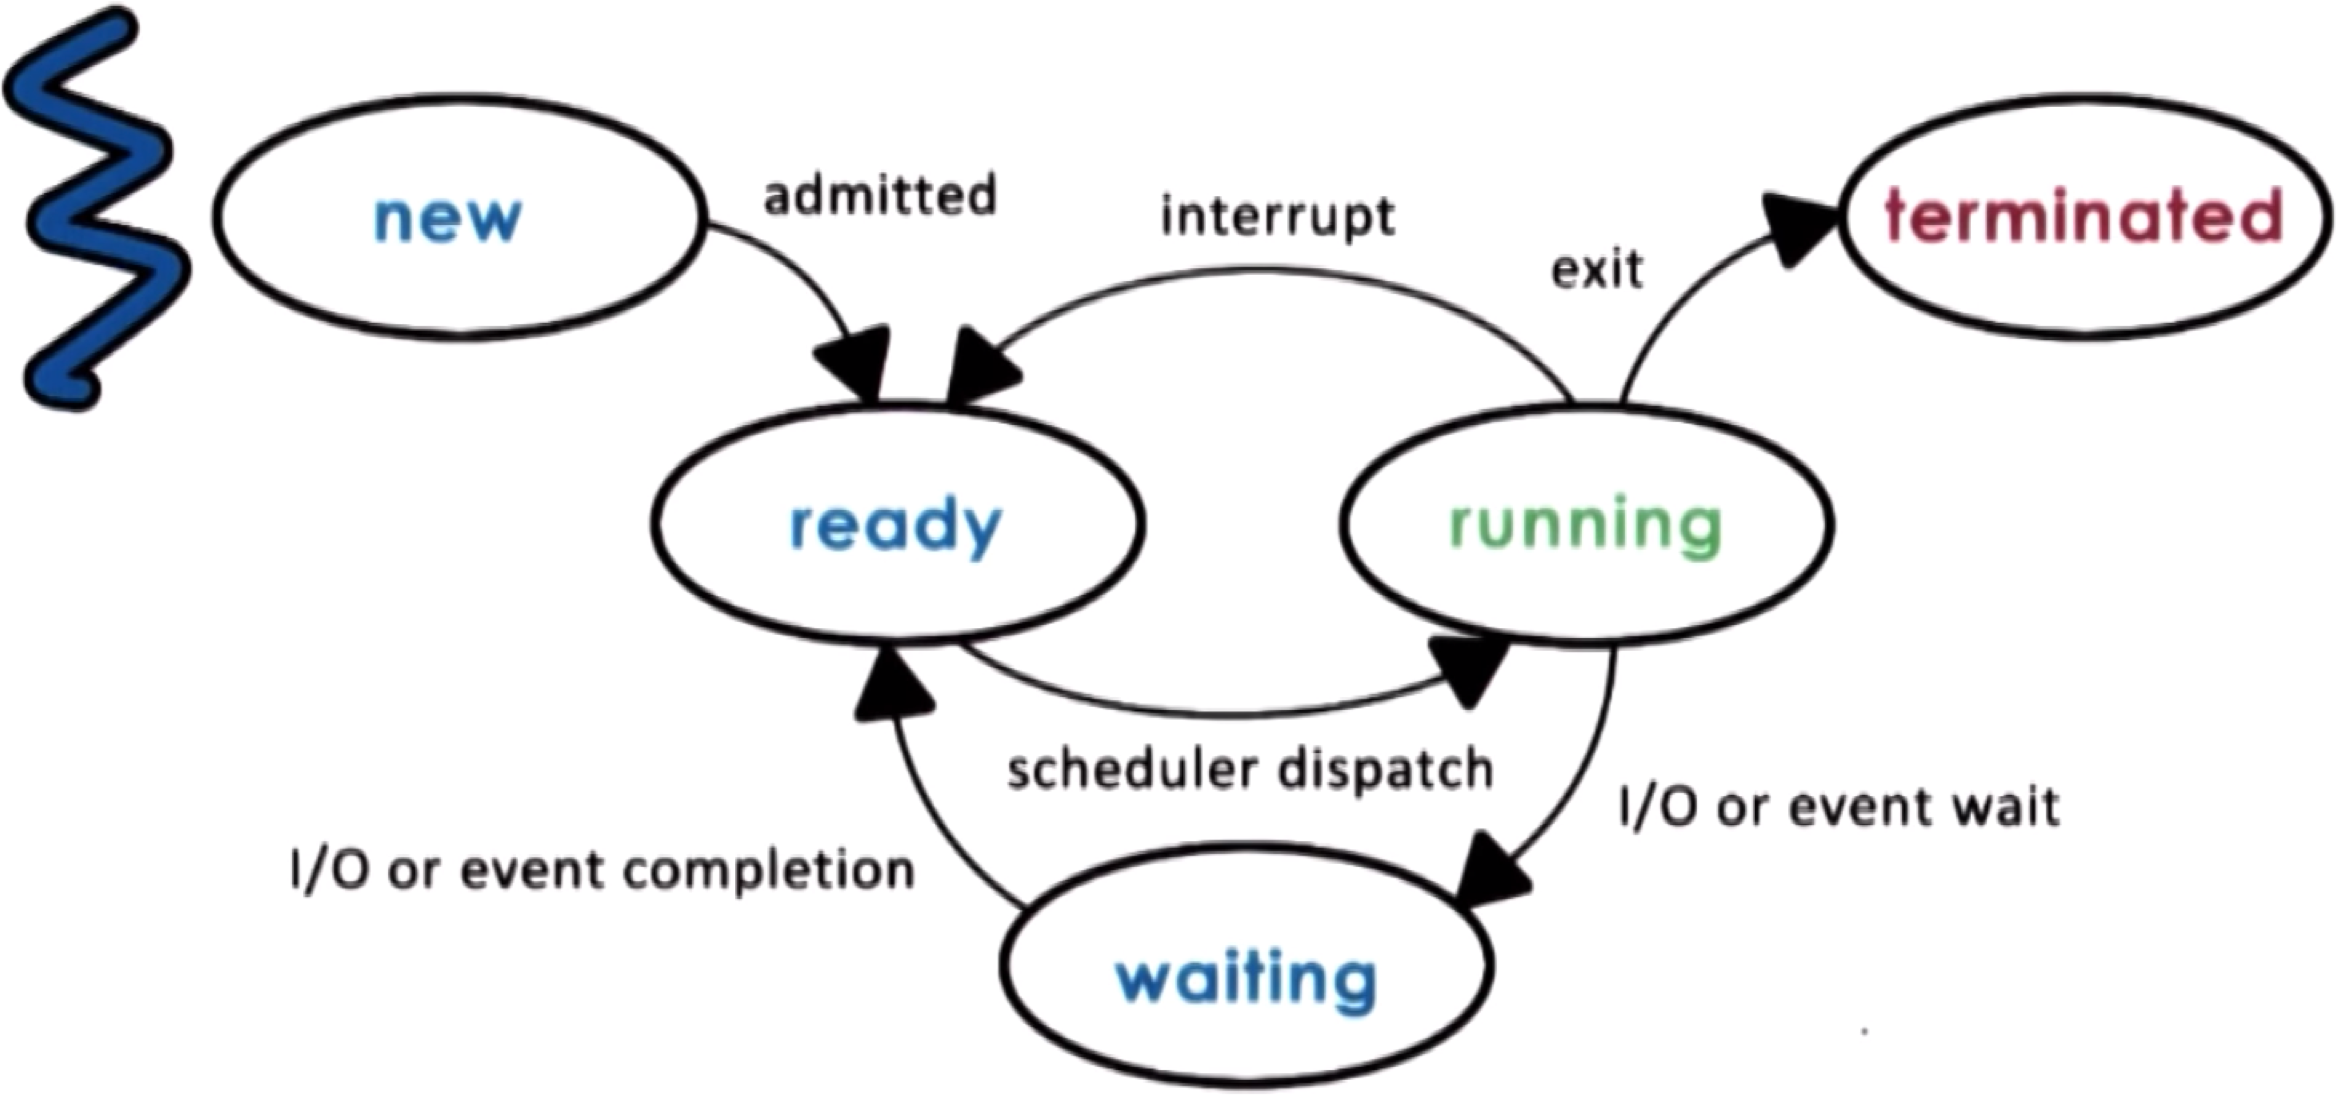 new
admitted
interrupt
exit
terminated
ready
running
scheduler dispatch
I/O or event wait
I/O or event completion
waiting